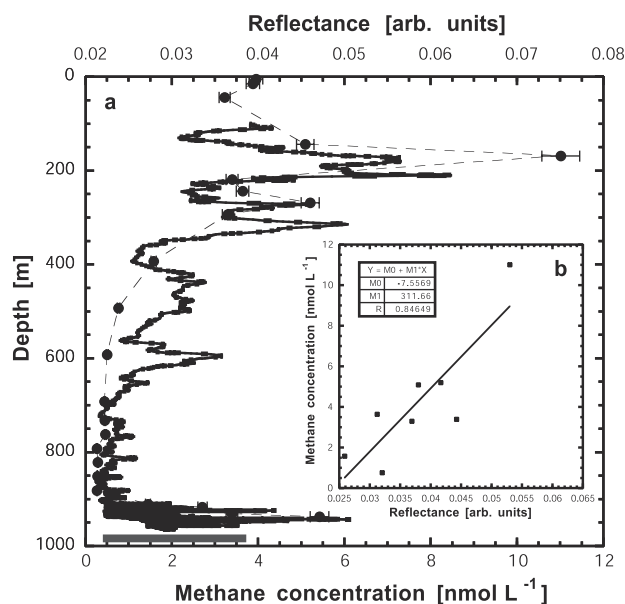 Reflectance [arb. units]
0.02 0.03 0.04 0.05 0.06 0.07 0.08
0
a
200
400
600
800
1000
Depth [m]
0 2 4 6 8 10 12
Methane concentration [nmol L -1]
b
12
10
8
6
4
2
0
Methane concentration [nmol L -1]
Y = M0 + M1*X
M0 -7.5569
M1 311.66
R 0.84649
0.025 0.03 0.035 0.04 0.045 0.05 0.055 0.06 0.065
Reflectance [arb. units]